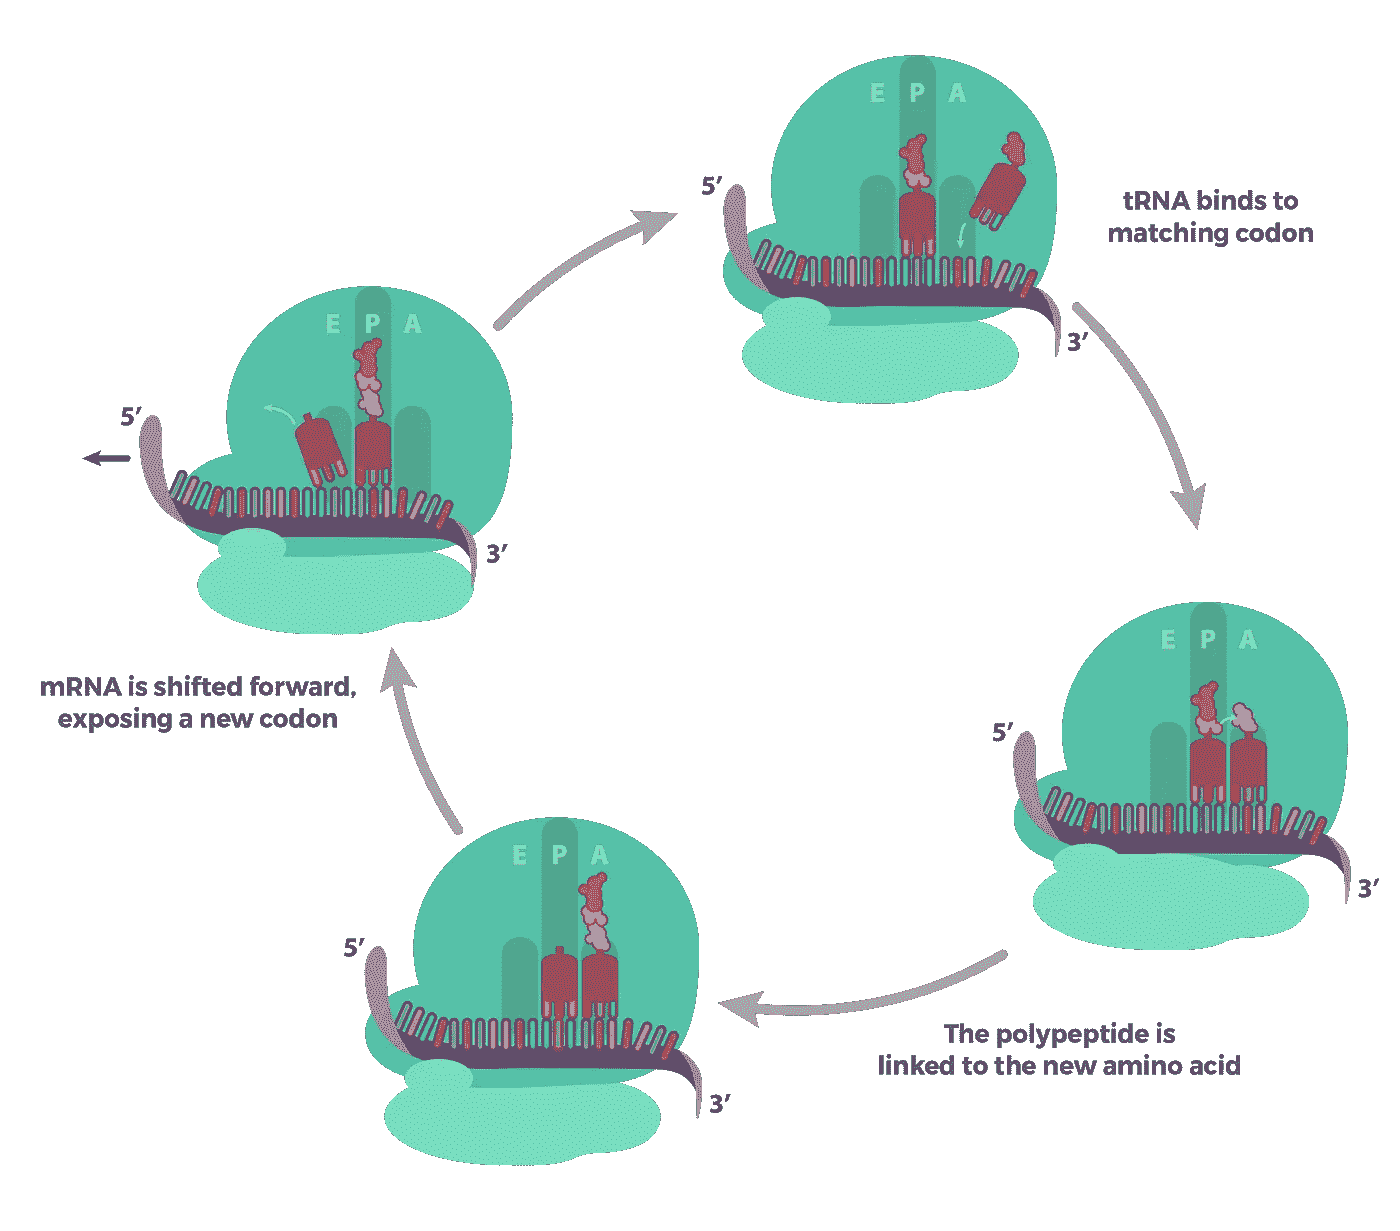 E P A
5′
tRNA binds to
matching codon
3′
E P A
5′
3′
E P A
5′
3′
mRNA is shifted forward,
exposing a new codon
E P A
5′
3′
The polypeptide is
linked to the new amino acid